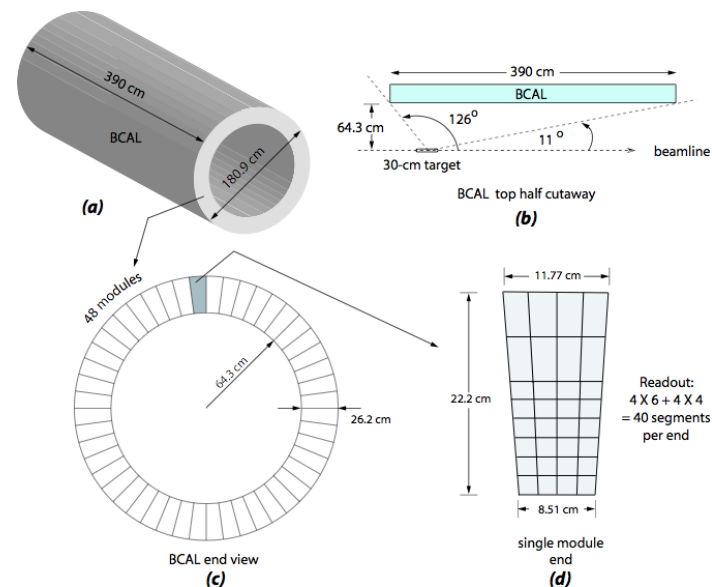 390 cm
BCAL
180.9 cm
(a)
390 cm
BCAL
64.3 cm
126o
11 o
30-cm target
beamline
BCAL top half cutaway
(b)
48 modules
64.3 cm
26.2 cm
BCAL end view
(c)
11.77 cm
22.2 cm
Readout:
4 X 6 + 4 X 4
= 40 segments
per end
8.51 cm
single module
end
(d)